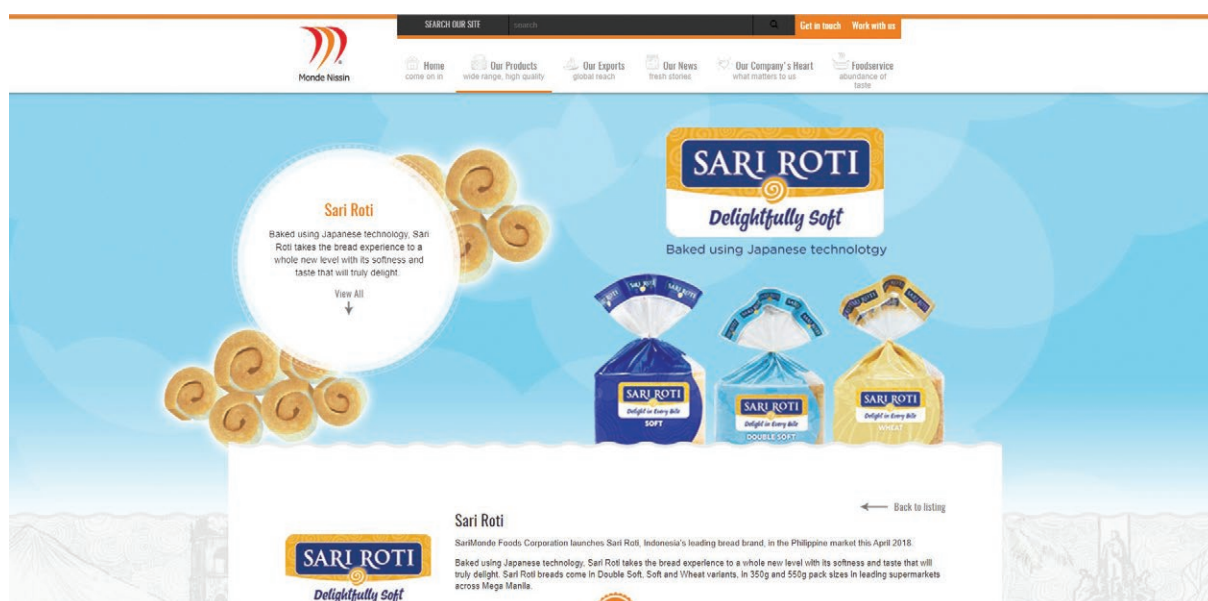 SEARCH OUR SITE search Get in touch Work with us
Monde Nissin
Home Our Products Our Exports Our News Our Company's Heart Foodservice
come on in wide range, high quality global reach fresh stories what matters to us abundance of
taste
SARI ROTI
Delightfully Soft
Baked using Japanese technolotgy
Sari Roti
Baked using Japanese technology, Sari
Roti takes the bread experience to a
whole new level with its softness and
taste that will truly delight.
View All
SARI ROTI SARI ROTI SARI ROTI
Delight in Every Bite Delight in Every Bite Delight in Every Bite
SOFT DOUBLE SOFT WHEAT
Back to listing
Sari Roti
SariMonde Foods Corporation launches Sari Roti, Indonesia's leading bread brand, in the Philippine market this April 2018.
Baked using Japanese technology, Sari Roti takes the bread experience to a whole new level with its softness and taste that will
truly delight. Sari Roti breads come in Double Soft, Soft and Wheat variants, in 350g and 550g pack sizes in leading supermarkets
across Mega Manila.
SARI ROTI
Delightfully Soft